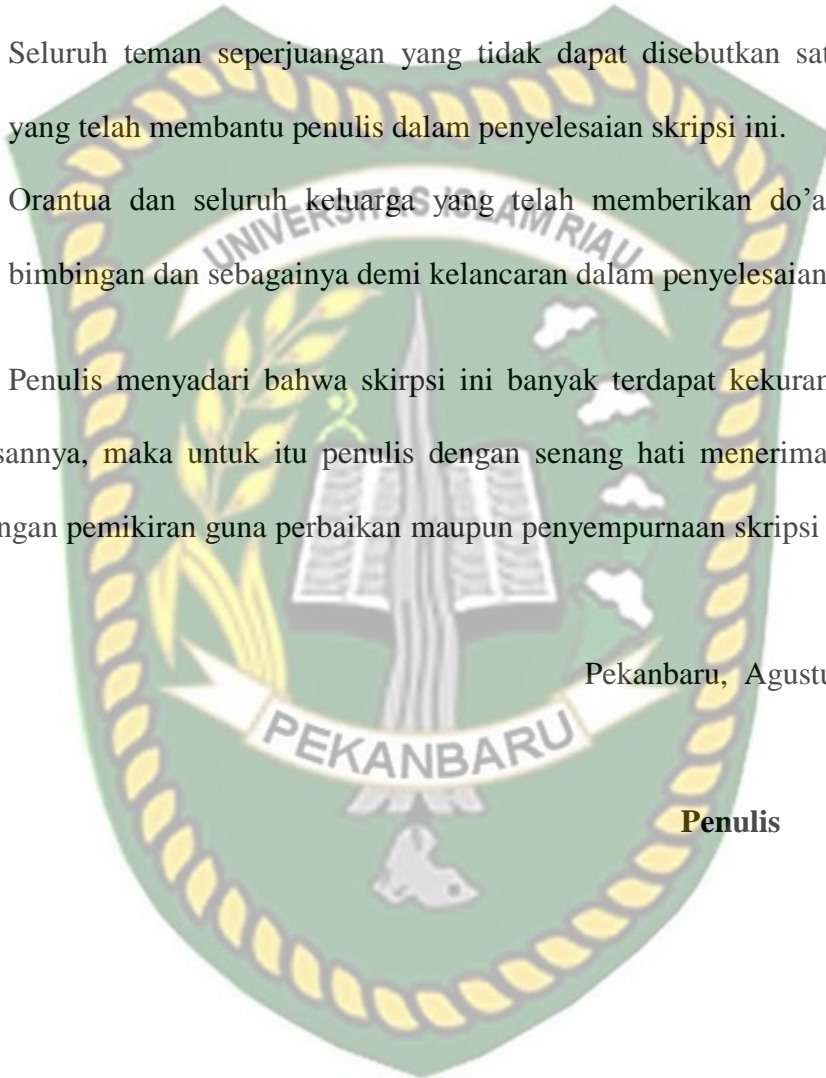 Seluruh teman seperjuangan yang tidak dapat disebutkan sat
yang telah membantu penulis dalam penyelesaian skripsi ini.
Orantua dan seluruh keluarga yang telah memberikan do’a
UNIVERSITAS ISLAM RIAU
bimbingan dan sebagainya demi kelancaran dalam penyelesaian
Penulis menyadari bahwa skirpsi ini banyak terdapat kekuran
sannya, maka untuk itu penulis dengan senang hati menerima
ngan pemikiran guna perbaikan maupun penyempurnaan skripsi
Pekanbaru, Agustu
PEKANBARU
Penulis